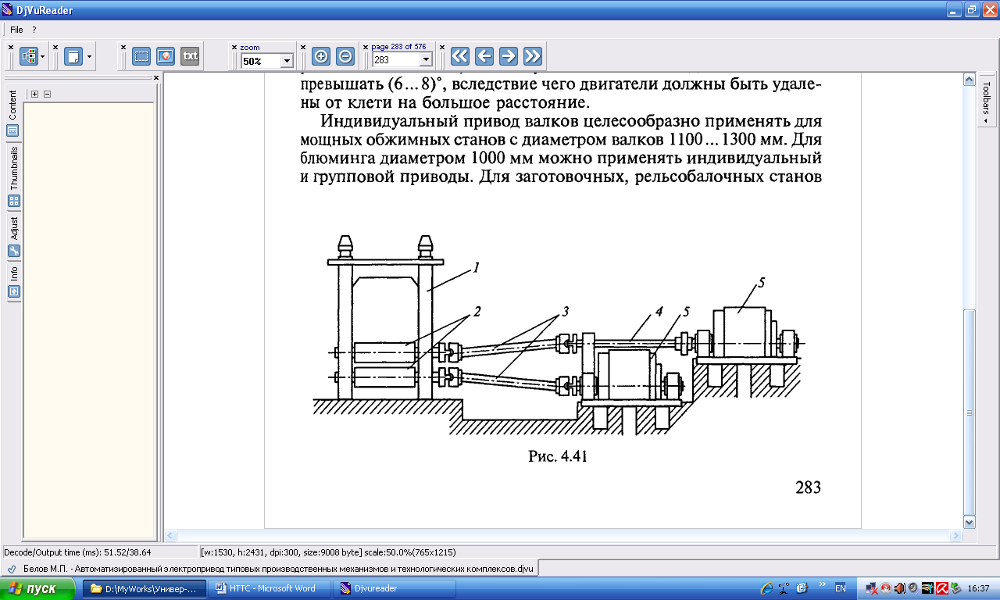 DjVuReader
File ?
txt
zoom
50%
page 283 of 576
283
Content
Thumbnails
Adjust
Info
Toolbars
превышать (6...8)°, вследствие чего двигатели должны быть удале-
ны от клети на большое расстояние.
Индивидуальный привод валков целесообразно применять для
мощных обжимных станов с диаметром валков 1100...1300 мм. Для
блюминга диаметром 1000 мм можно применять индивидуальный
и групповой приводы. Для заготовочных, рельсобалочных станов
1
5
2
3
4
5
Рис. 4.41
283
Decode/Output time (ms): 51.52/38.64
[w:1530, h:2431, dpi:300, size:9008 byte] scale:50.0%(765x1215)
Белов М.П. - Автоматизированный электропривод типовых производственных механизмов и технологических комплексов.djvu
пуск
D:\MyWorks\Универ-...
НТТС - Microsoft Word
Djvureader
EN
16:37